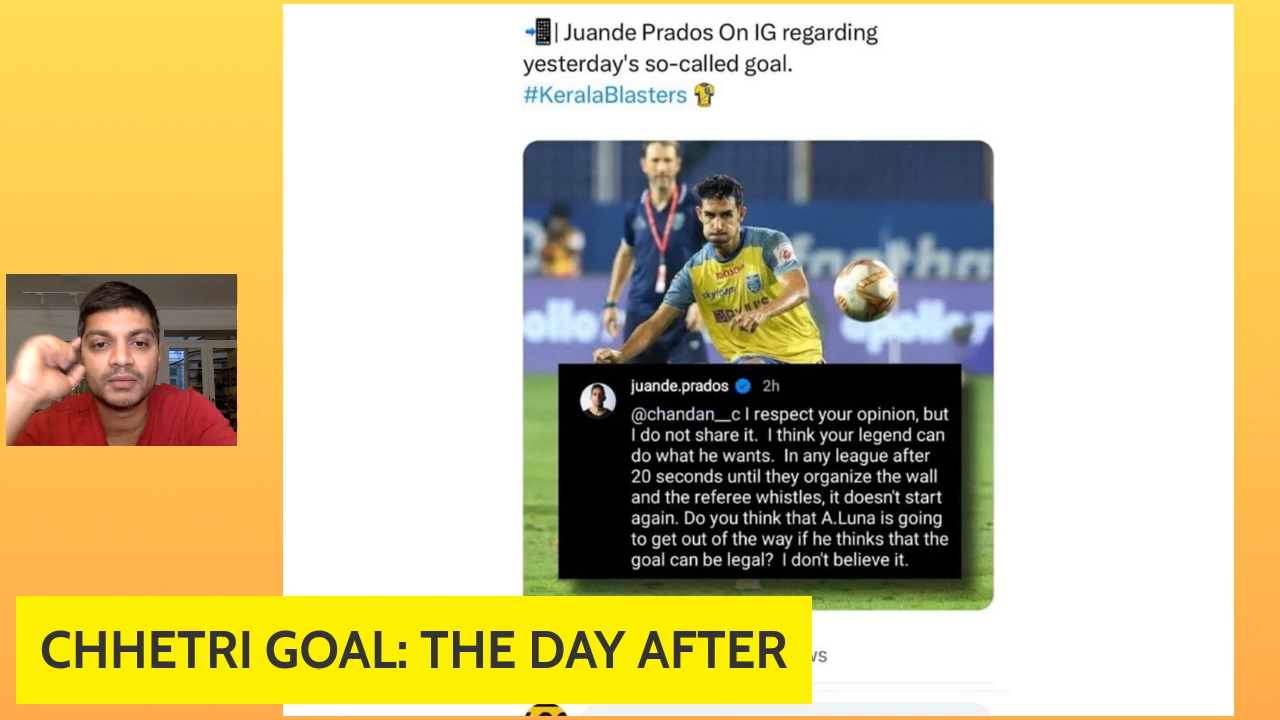 | Juande Prados On IG regarding
yesterday's so-called goal.
#KeralaBlasters
juande.prados 2h
@chandan__c I respect your opinion, but
I do not share it. I think your legend can
do what he wants. In any league after
20 seconds until they organize the wall
and the referee whistles, it doesn't start
again. Do you think that A.Luna is going
to get out of the way if he thinks that the
goal can be legal? I don't believe it.
CHHETRI GOAL: THE DAY AFTER